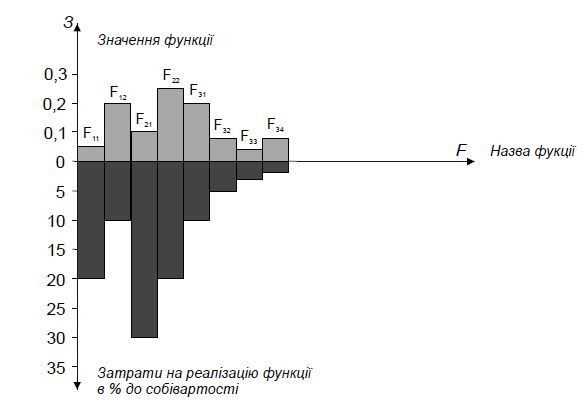 З
Значення функції
0,3
0,2
0,1
0
5
10
15
20
25
30
35
F11
F12
F21
F22
F31
F32
F33
F34
F
Назва фукції
Затрати на реалізацію функції
в % до собівартості